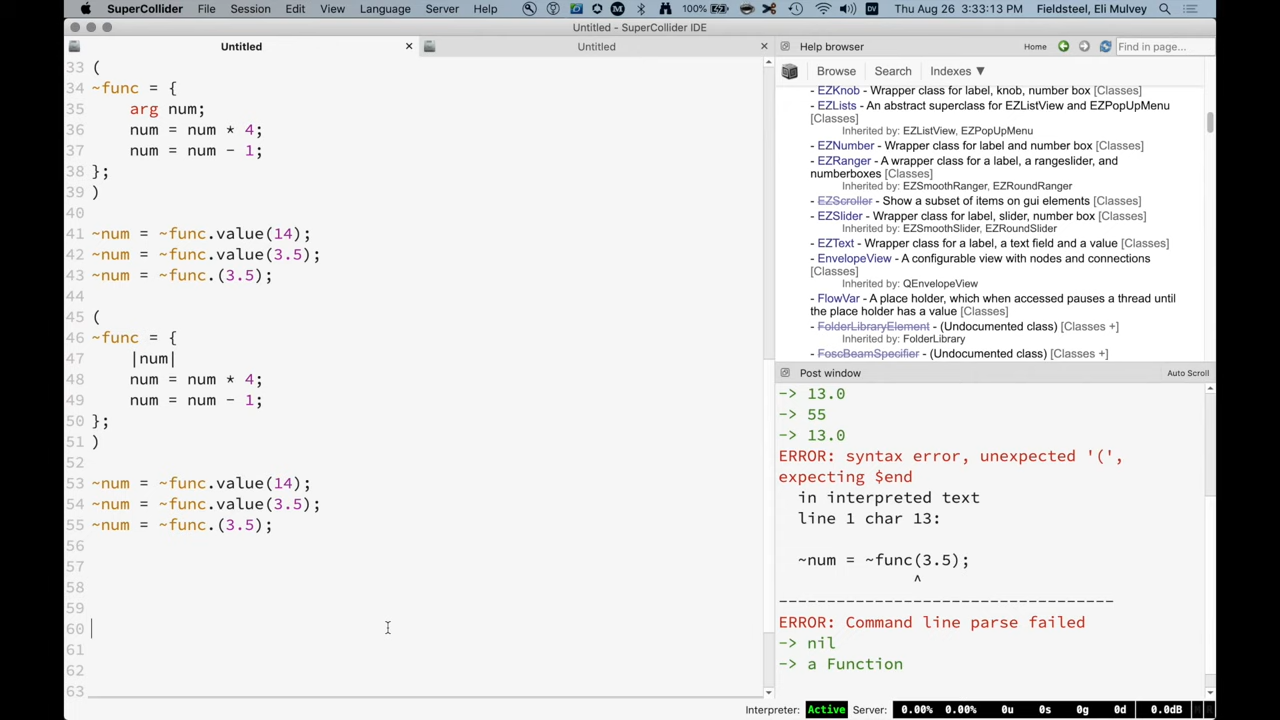 SuperCollider File Session Edit View Language Server Help 100% Thu Aug 26 3:33:13 PM Fieldsteel, Eli Mulvey
Untitled - SuperCollider IDE
Untitled
Untitled
33 (
34 ~func = {
35 arg num;
36 num = num * 4;
37 num = num - 1;
38 };
39 )
40
41 ~num = ~func.value(14);
42 ~num = ~func.value(3.5);
43 ~num = ~func.(3.5);
44
45 (
46 ~func = {
47 |num|
48 num = num * 4;
49 num = num - 1;
50 };
51 )
52
53 ~num = ~func.value(14);
54 ~num = ~func.value(3.5);
55 ~num = ~func.(3.5);
56
57
58
59
60
61
62
63
Help browser Home Find in page...
Browse Search Indexes ▼
- EZKnob - Wrapper class for label, knob, number box [Classes]
- EZLists - An abstract superclass for EZListView and EZPopUpMenu
[Classes]
Inherited by: EZListView, EZPopUpMenu
- EZNumber - Wrapper class for label and number box [Classes]
- EZRanger - A wrapper class for a label, a rangeslider, and
numberboxes [Classes]
Inherited by: EZSmoothRanger, EZRoundRanger
- EZScroller - Show a subset of items on gui elements [Classes]
- EZSlider - Wrapper class for label, slider, number box [Classes]
Inherited by: EZSmoothSlider, EZRoundSlider
- EZText - Wrapper class for a label, a text field and a value [Classes]
- EnvelopeView - A configurable view with nodes and connections
[Classes]
Inherited by: QEnvelopeView
- FlowVar - A place holder, which when accessed pauses a thread until
the place holder has a value [Classes]
- FolderLibraryElement - (Undocumented class) [Classes +]
Inherited by: FolderLibrary
- FoscBeamSpecifier - (Undocumented class) [Classes +]
Post window Auto Scroll
-> 13.0
-> 55
-> 13.0
ERROR: syntax error, unexpected '(',
expecting $end
in interpreted text
line 1 char 13:
~num = ~func(3.5);
^
-----------------------------------
ERROR: Command line parse failed
-> nil
-> a Function
Interpreter: Active Server: 0.00% 0.00% 0u 0s 0g 0d 0.0dB